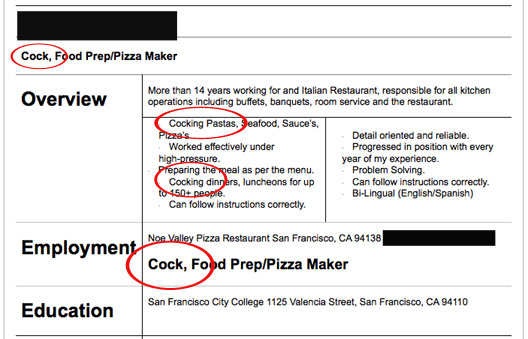 Cock, Food Prep/Pizza Maker
Overview
More than 14 years working for and Italian Restaurant, responsible for all kitchen
operations including buffets, banquets, room service and the restaurant.
Cocking Pastas, Seafood, Sauce's,
Pizza's
Worked effectively under
high-pressure.
Preparing the meal as per the menu.
Cocking dinners, luncheons for up
to 150+ people.
Can follow instructions correctly.
Detail oriented and reliable.
Progressed in position with every
year of my experience.
Problem Solving.
Can follow instructions correctly.
Bi-Lingual (English/Spanish)
Employment
Noe Valley Pizza Restaurant San Francisco, CA 94138
Cock, Food Prep/Pizza Maker
Education
San Francisco City College 1125 Valencia Street, San Francisco, CA 94110